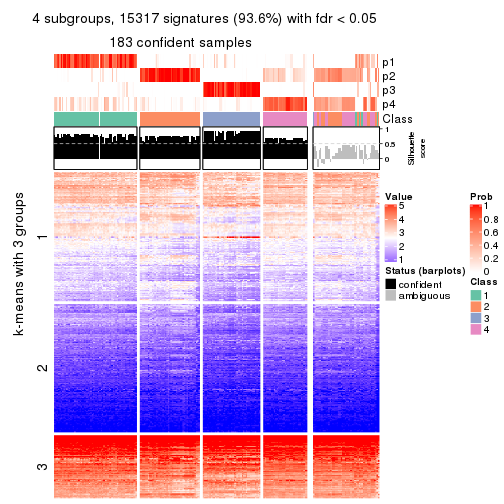 4 subgroups, 15317 signatures (93.6%) with fdr < 0.05
183 confident samples
p1
p2
p3
p4
Class
1
0.5
0
Silhouette
score
k-means with 3 groups
1
2
3
Value
5
4
3
2
1
Status (barplots)
confident
ambiguous
Prob
1
0.8
0.6
0.4
0.2
0
Class
1
2
3
4